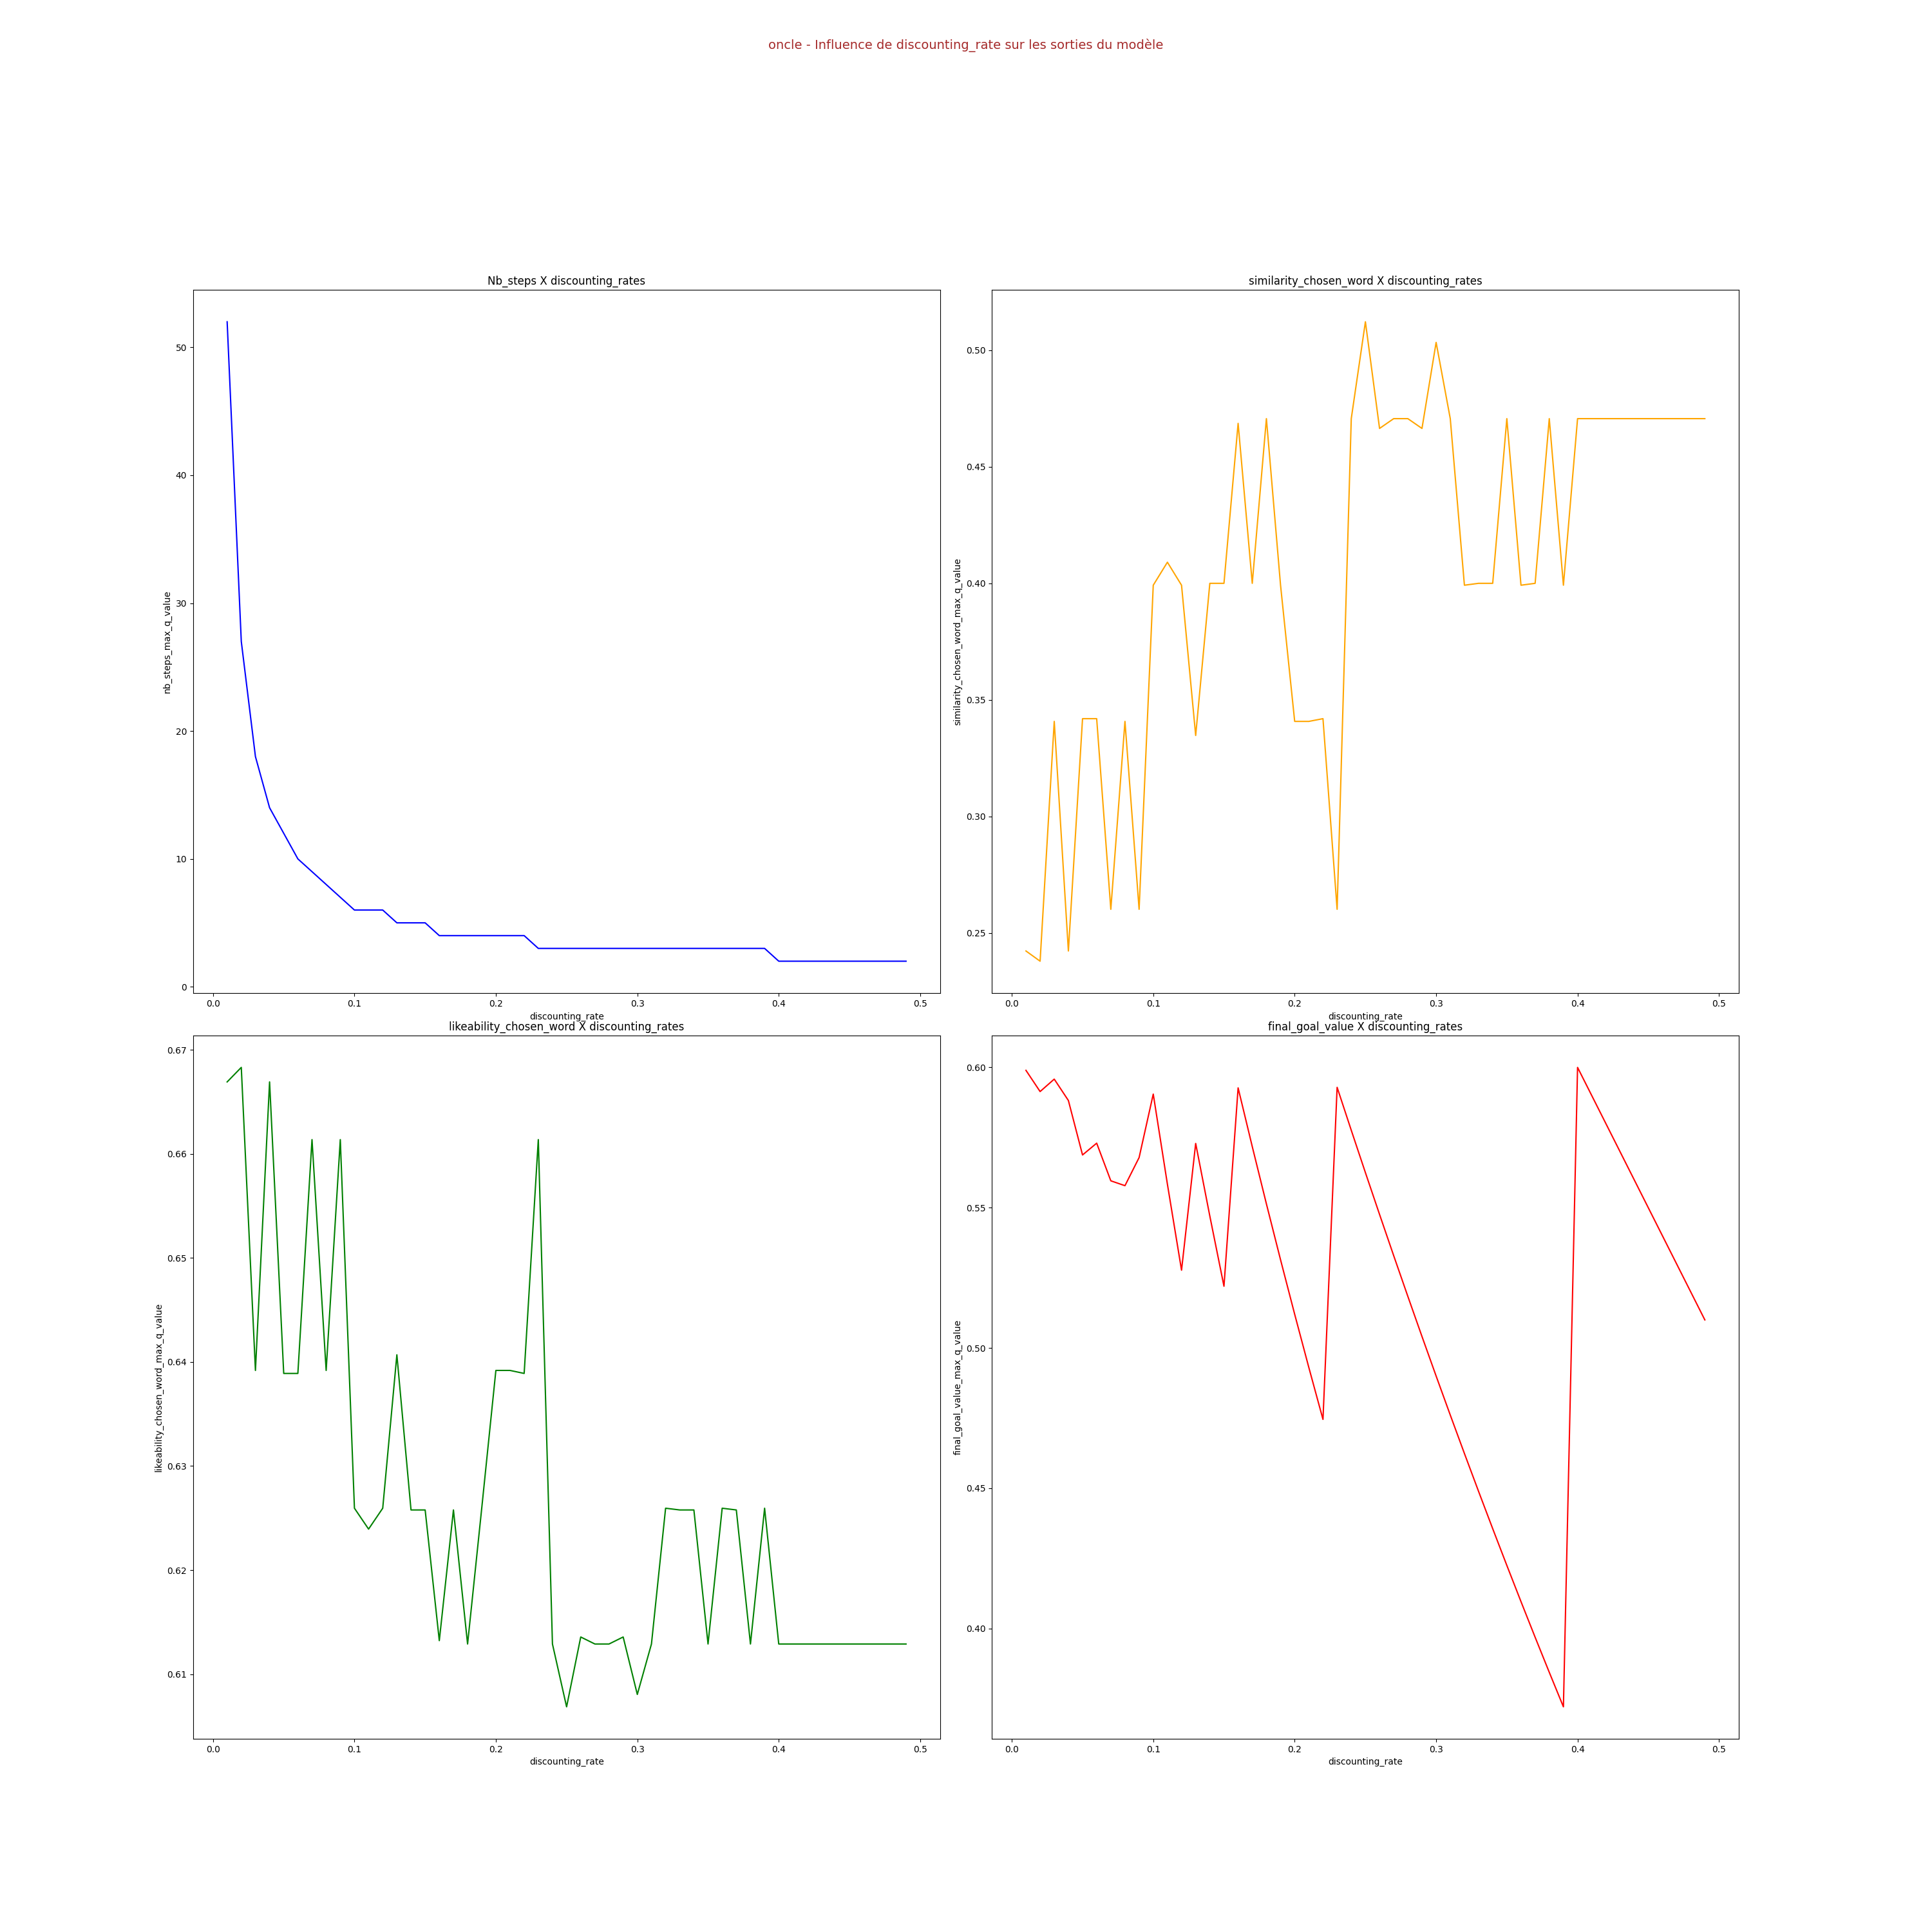 oncle - Influence de discounting_rate sur les sorties du modèle
Nb_steps X discounting_rates
nb_steps_max_q_value
50
40
30
20
10
0
0.0 0.1 0.2 0.3 0.4 0.5
discounting_rate
similarity_chosen_word X discounting_rates
similarity_chosen_word_max_q_value
0.50
0.45
0.40
0.35
0.30
0.25
0.0 0.1 0.2 0.3 0.4 0.5
discounting_rate
likeability_chosen_word X discounting_rates
likeability_chosen_word_max_q_value
0.67
0.66
0.65
0.64
0.63
0.62
0.61
0.0 0.1 0.2 0.3 0.4 0.5
discounting_rate
final_goal_value X discounting_rates
final_goal_value_max_q_value
0.60
0.55
0.50
0.45
0.40
0.0 0.1 0.2 0.3 0.4 0.5
discounting_rate